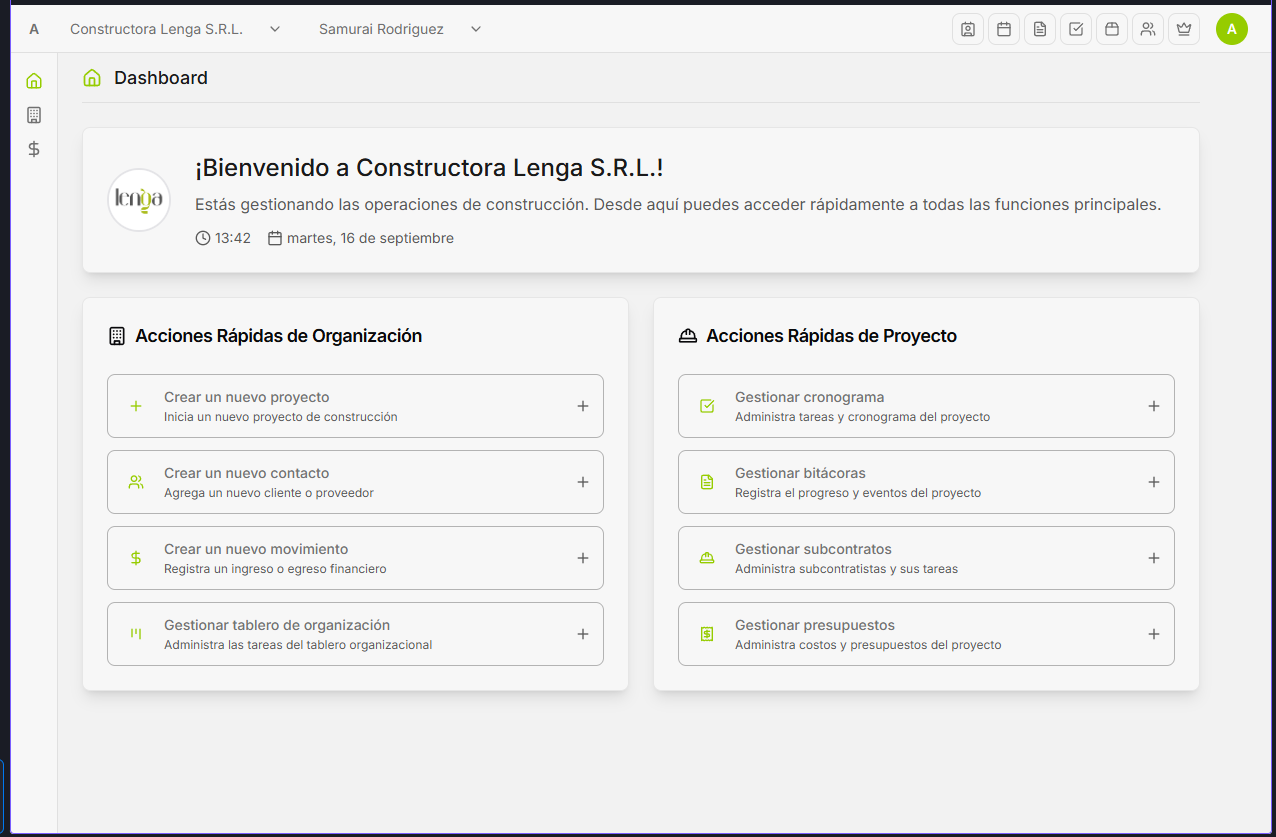 A
Constructora Lenga S.R.L.
Samurai Rodriguez
A
Dashboard
lenga
¡Bienvenido a Constructora Lenga S.R.L.!
Estás gestionando las operaciones de construcción. Desde aquí puedes acceder rápidamente a todas las funciones principales.
13:42 martes, 16 de septiembre
Acciones Rápidas de Organización
Crear un nuevo proyecto
Inicia un nuevo proyecto de construcción
Crear un nuevo contacto
Agrega un nuevo cliente o proveedor
Crear un nuevo movimiento
Registra un ingreso o egreso financiero
Gestionar tablero de organización
Administra las tareas del tablero organizacional
Acciones Rápidas de Proyecto
Gestionar cronograma
Administra tareas y cronograma del proyecto
Gestionar bitácoras
Registra el progreso y eventos del proyecto
Gestionar subcontratos
Administra subcontratistas y sus tareas
Gestionar presupuestos
Administra costos y presupuestos del proyecto